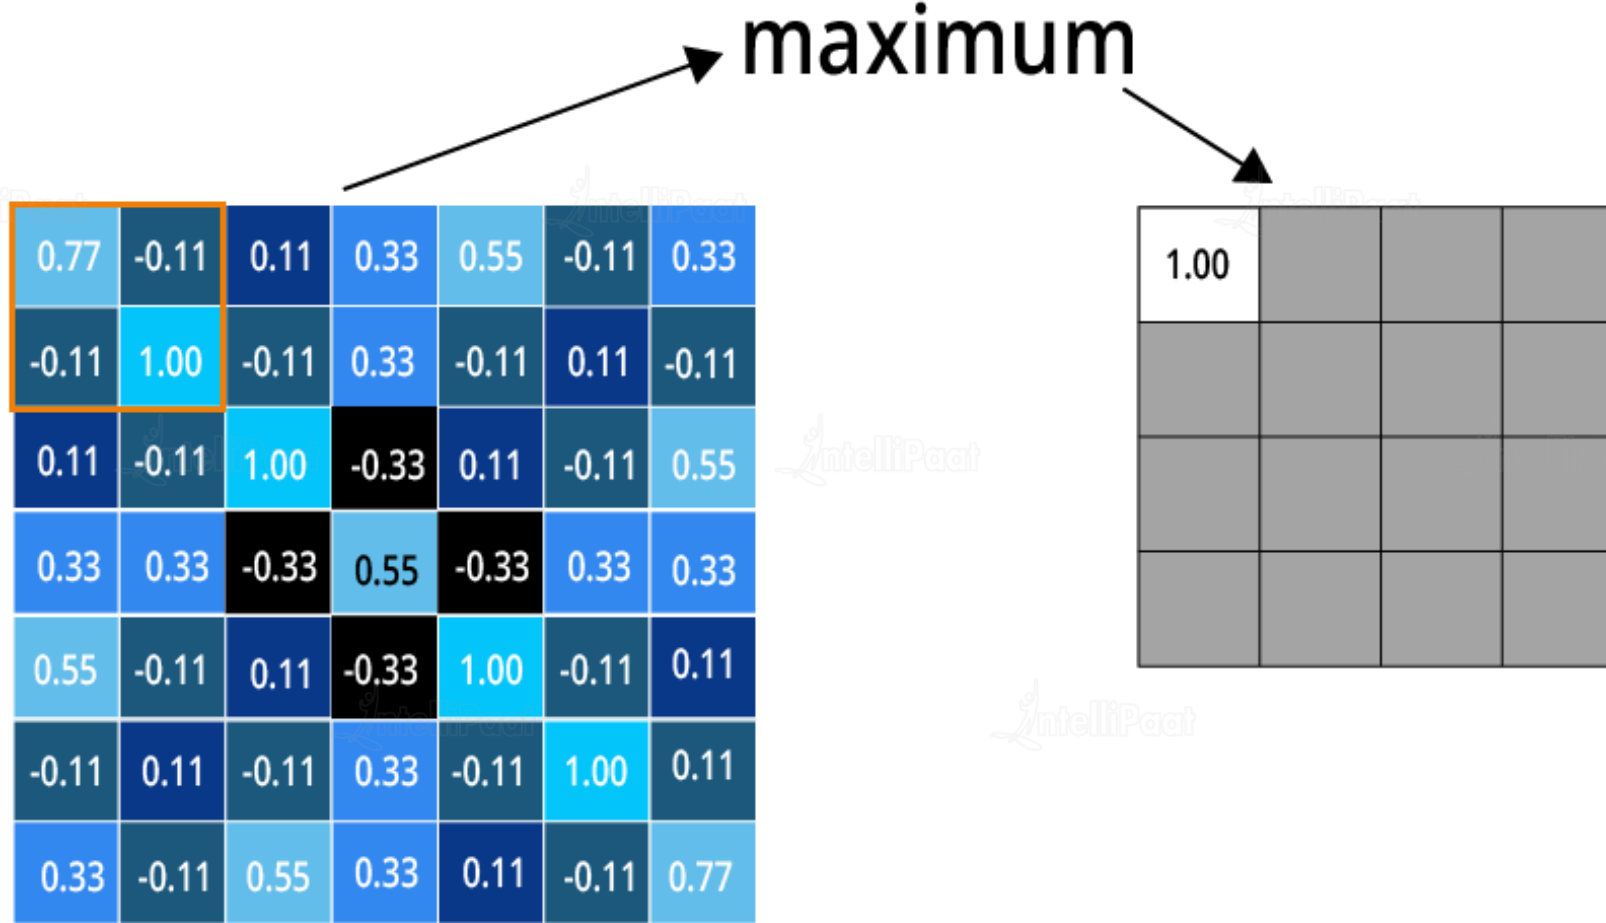 maximum
0.77 -0.11 0.11 0.33 0.55 -0.11 0.33
-0.11 1.00 -0.11 0.33 -0.11 0.11 -0.11
0.11 -0.11 1.00 -0.33 0.11 -0.11 0.55
0.33 0.33 -0.33 0.55 -0.33 0.33 0.33
0.55 -0.11 0.11 -0.33 1.00 -0.11 0.11
-0.11 0.11 -0.11 0.33 -0.11 1.00 0.11
0.33 -0.11 0.55 0.33 0.11 -0.11 0.77
1.00
IntelliPaat
IntelliPaat
IntelliPaat
IntelliPaat
IntelliPaat